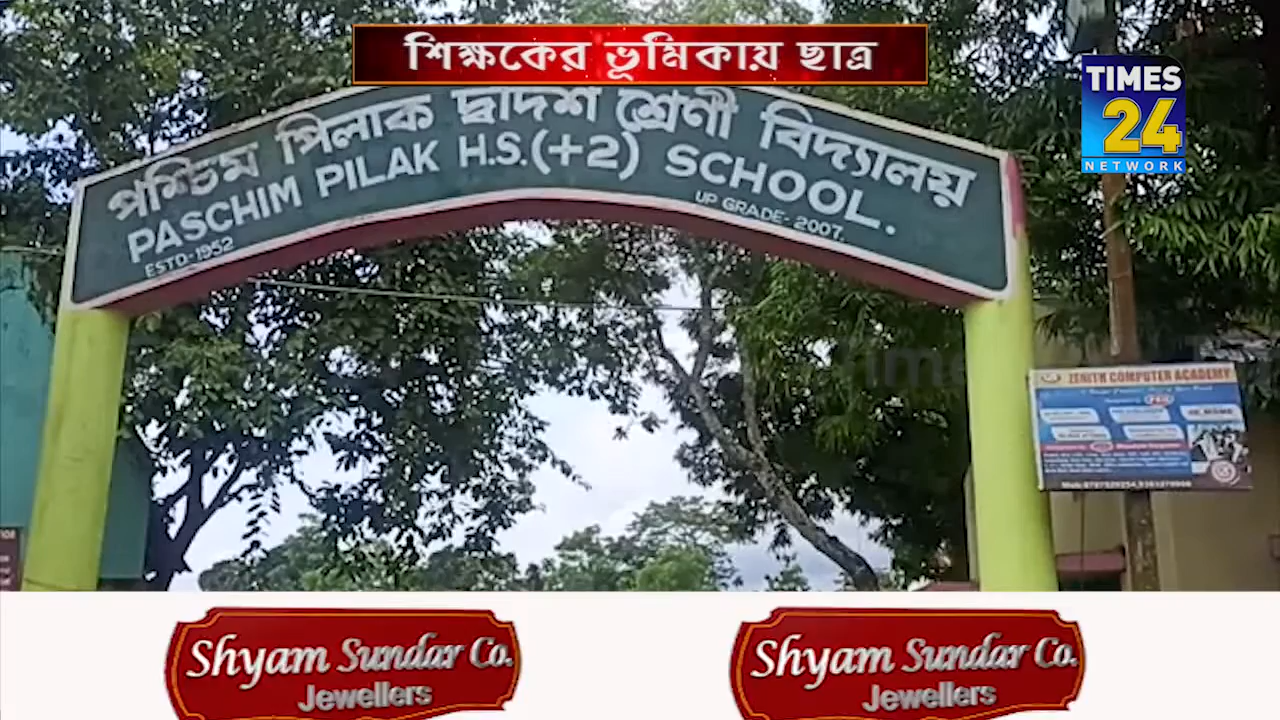 শিক্ষকের ভূমিকায় ছাত্র
TIMES
24
NETWORK
পশ্চিম পিলাক দ্বাদশ শ্রেণী বিদ্যালয়
PASCHIM PILAK H.S.(+2) SCHOOL.
ESTD:-1952
UP GRADE:- 2007.
ZENITH COMPUTER ACADEMY
Shyam Sundar Co.
Jewellers
Shyam Sundar Co.
Jewellers